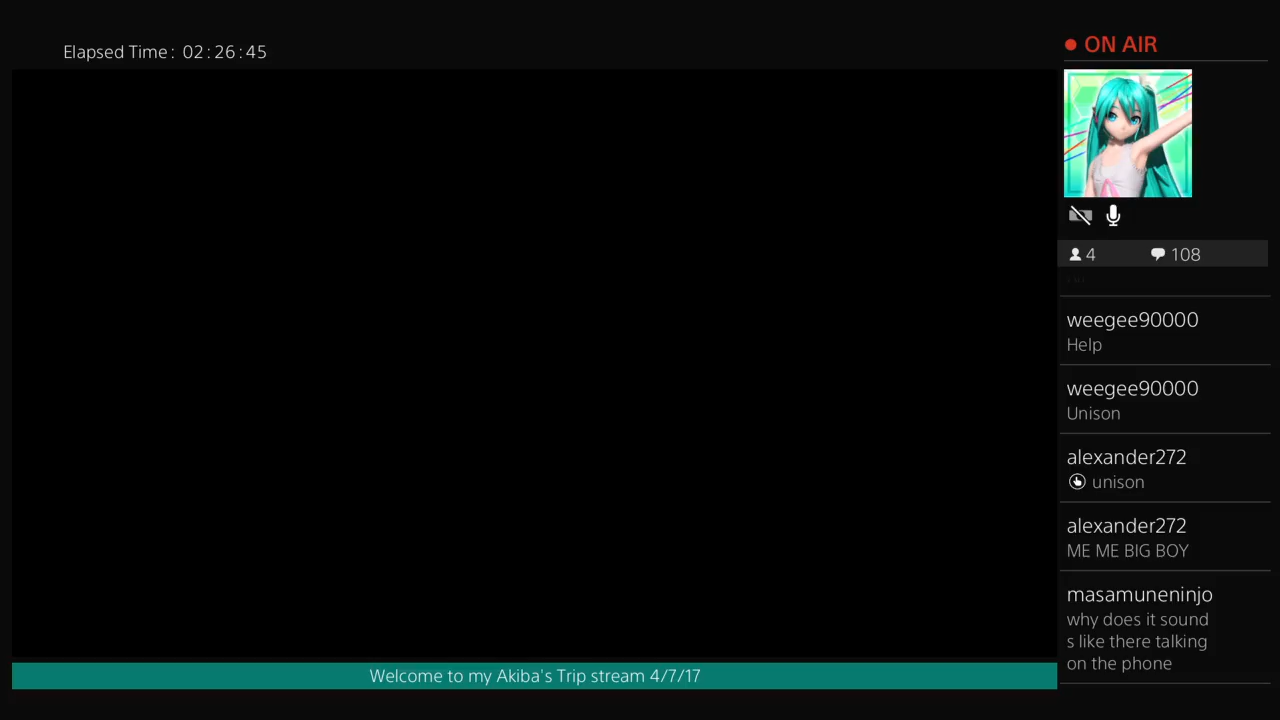 Elapsed Time: 02:26:45
ON AIR
4 108
weegee90000
Help
weegee90000
Unison
alexander272
unison
alexander272
ME ME BIG BOY
masamuneninjo
why does it sound
s like there talking
on the phone
Welcome to my Akiba's Trip stream 4/7/17